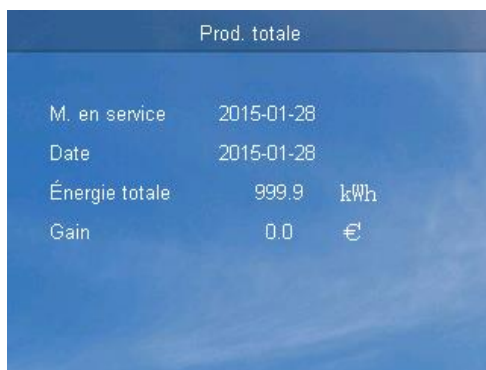 Prod. totale
M. en service 2015-01-28
Date 2015-01-28
Énergie totale 999.9 kWh
Gain 0.0 €